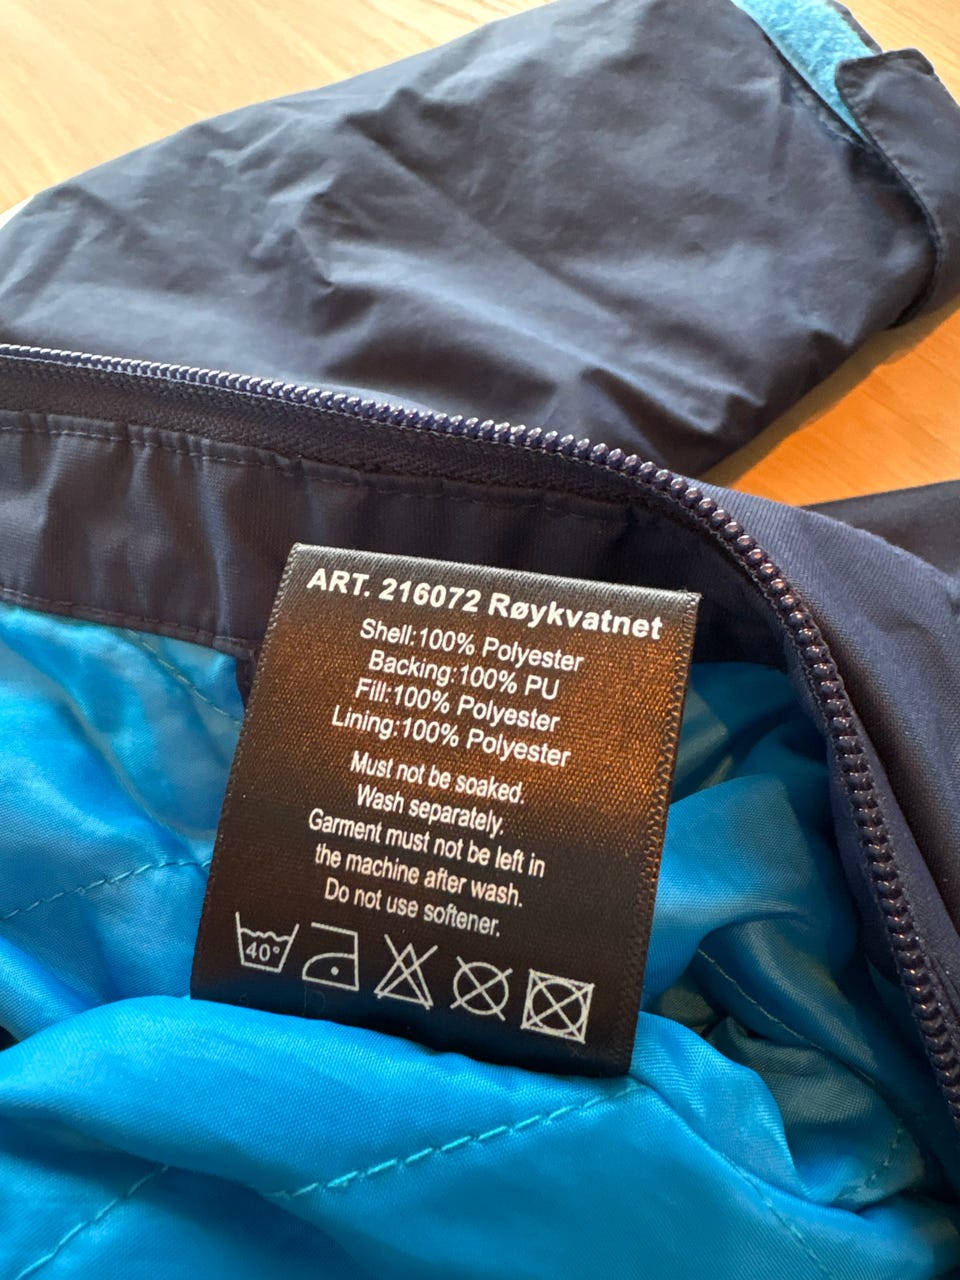 ART. 216072 Røykvatnet
Shell:100% Polyester
Backing:100% PU
Fill:100% Polyester
Lining:100% Polyester
Must not be soaked.
Wash separately.
Garment must not be left in
the machine after wash.
Do not use softener.
40°